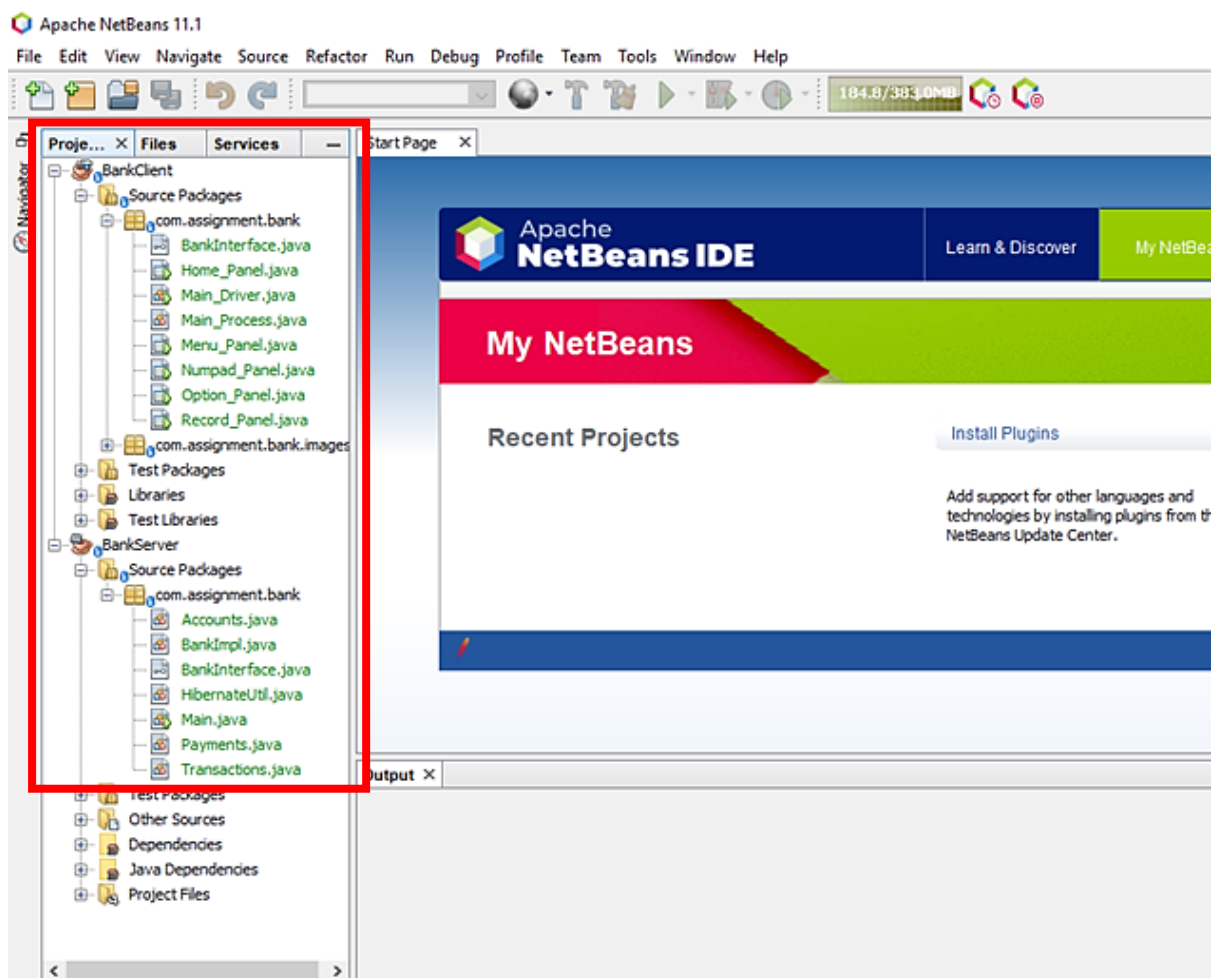 Apache NetBeans 11.1
File Edit View Navigate Source Refactor Run Debug Profile Team Tools Window Help
184.8/383.0MB
Proje... Files Services
Start Page
Navigator
BankClient
Source Packages
com.assignment.bank
BankInterface.java
Home_Panel.java
Main_Driver.java
Main_Process.java
Menu_Panel.java
Numpad_Panel.java
Option_Panel.java
Record_Panel.java
com.assignment.bank.images
Test Packages
Libraries
Test Libraries
BankServer
Source Packages
com.assignment.bank
Accounts.java
BankImpl.java
BankInterface.java
HibernateUtil.java
Main.java
Payments.java
Transactions.java
Test Packages
Other Sources
Dependencies
Java Dependencies
Project Files
Apache
NetBeans IDE
Learn & Discover
My NetBea
My NetBeans
Recent Projects
Install Plugins
Add support for other languages and
technologies by installing plugins from th
NetBeans Update Center.
Output